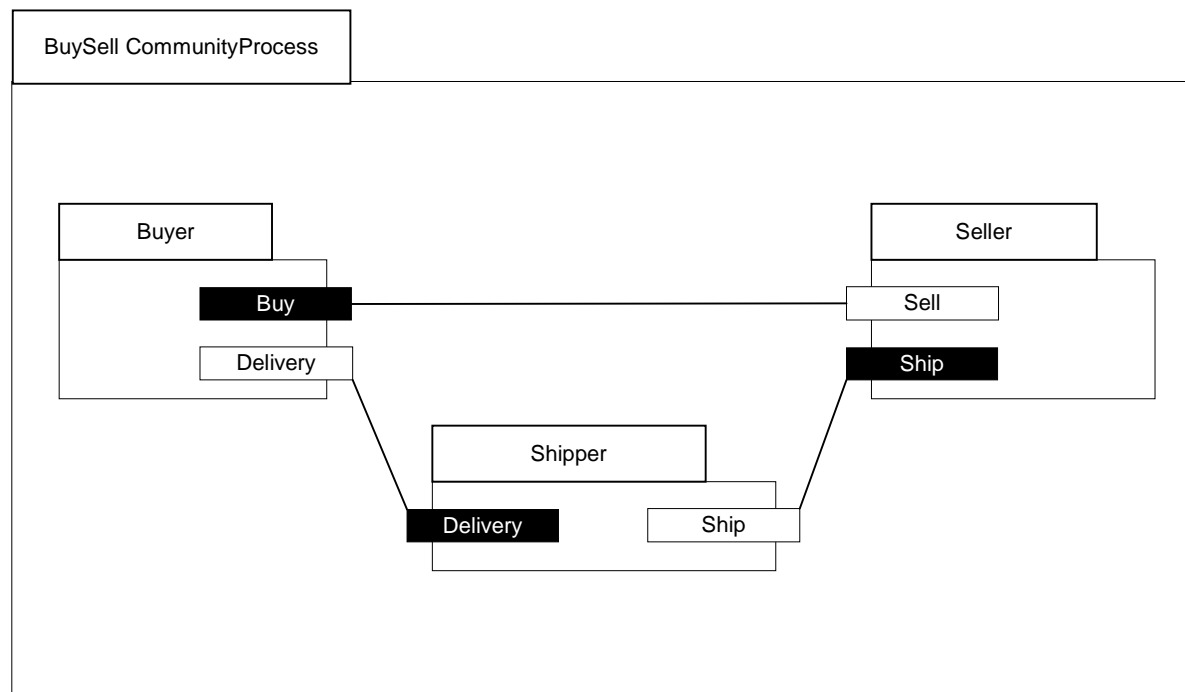 BuySell CommunityProcess
Buyer
Seller
Buy
Sell
Delivery
Ship
Shipper
Delivery
Ship